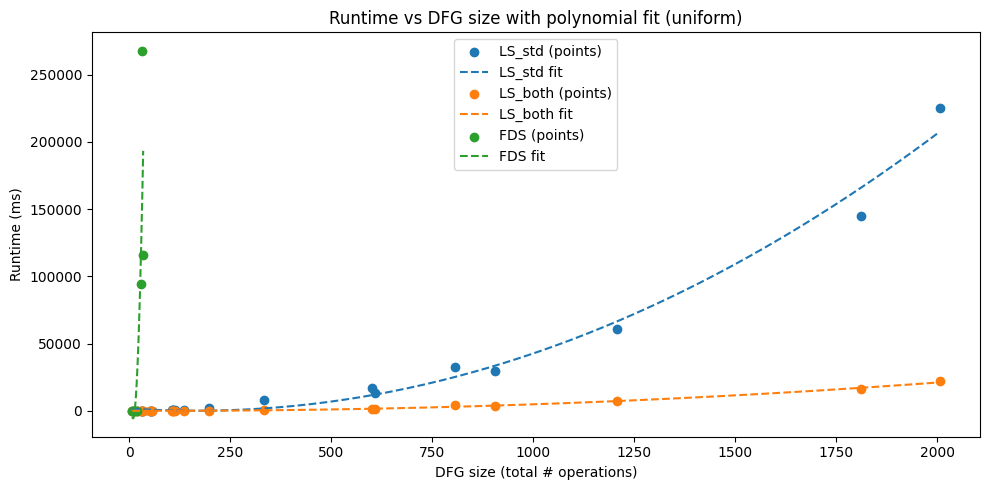 Runtime vs DFG size with polynomial fit (uniform)
LS_std (points)
LS_std fit
LS_both (points)
LS_both fit
FDS (points)
FDS fit
250000
200000
150000
100000
50000
0
Runtime (ms)
0 250 500 750 1000 1250 1500 1750 2000
DFG size (total # operations)